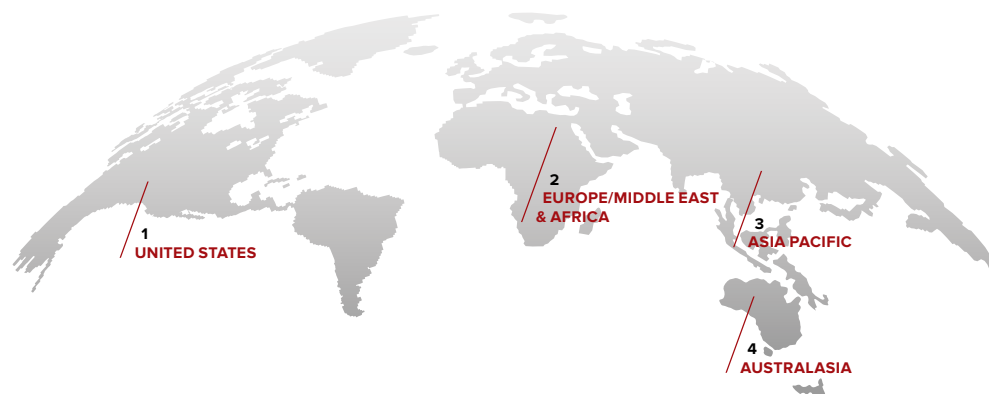 1
UNITED STATES
2
EUROPE/MIDDLE EAST
& AFRICA
3
ASIA PACIFIC
4
AUSTRALASIA